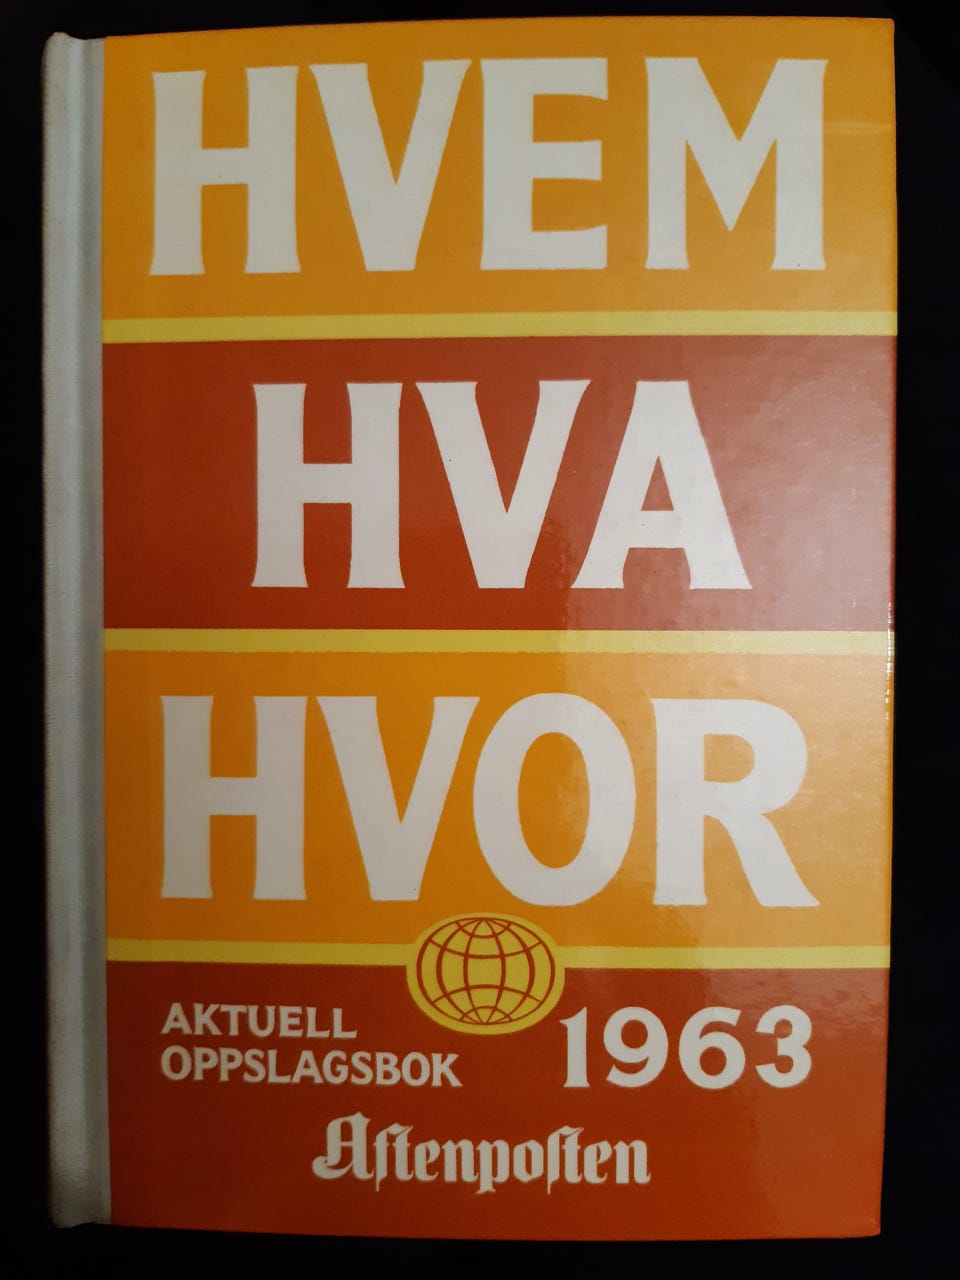 HVEM
HVA
HVOR
AKTUELL
OPPSLAGSBOK
1963
Aftenpoſten